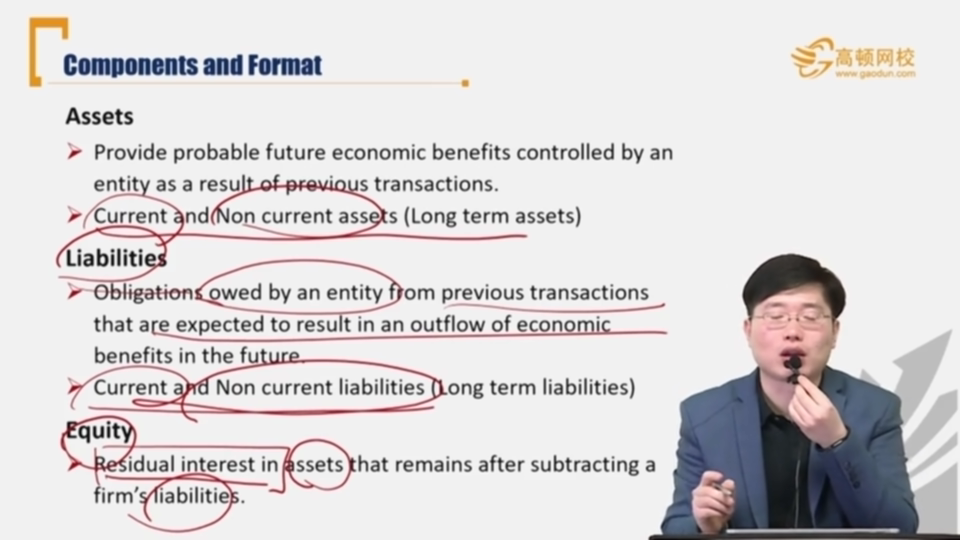 Components and Format
高顿网校
www.gaodun.com
Assets
Provide probable future economic benefits controlled by an
entity as a result of previous transactions.
Current and Non current assets (Long term assets)
Liabilities
Obligations owed by an entity from previous transactions
that are expected to result in an outflow of economic
benefits in the future.
Current and Non current liabilities (Long term liabilities)
Equity
Residual interest in assets that remains after subtracting a
firm's liabilities.